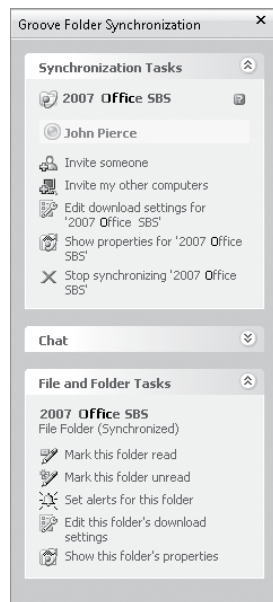 Groove Folder Synchronization
Synchronization Tasks
2007 Office SBS
John Pierce
Invite someone
Invite my other computers
Edit download settings for
'2007 Office SBS'
Show properties for '2007 Office
SBS'
Stop synchronizing '2007 Office
SBS'
Chat
File and Folder Tasks
2007 Office SBS
File Folder (Synchronized)
Mark this folder read
Mark this folder unread
Set alerts for this folder
Edit this folder's download
settings
Show this folder's properties